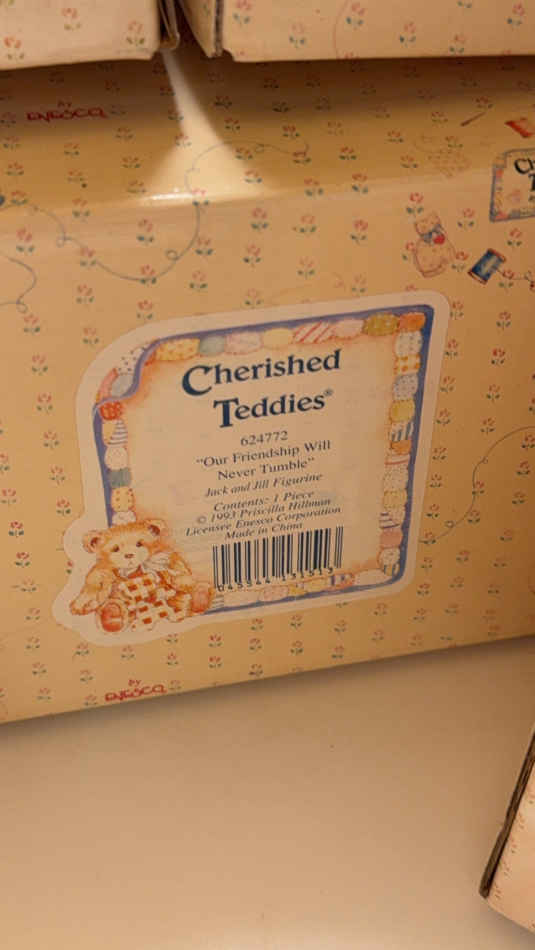 by
ENESCO
Cherished
Teddies®
624772
"Our Friendship Will
Never Tumble"
Jack and Jill Figurine
Contents: 1 Piece
© 1993 Priscilla Hillman
Licensee Enesco Corporation
Made in China
by
ENESCO